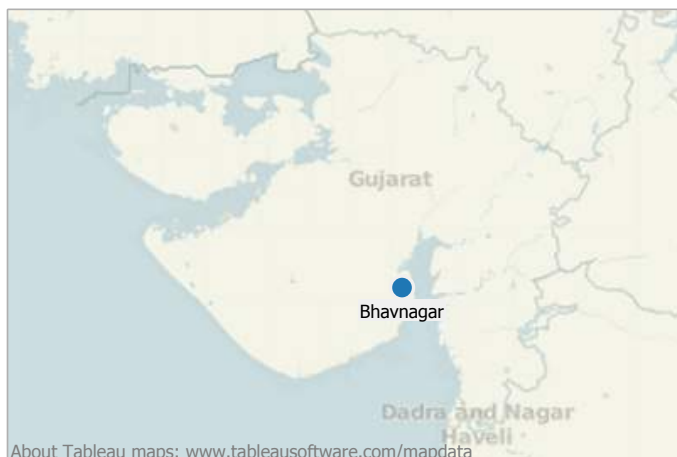 Gujarat
Bhavnagar
Dadra and Nagar
Haveli
About Tableau maps: www.tableausoftware.com/mapdata